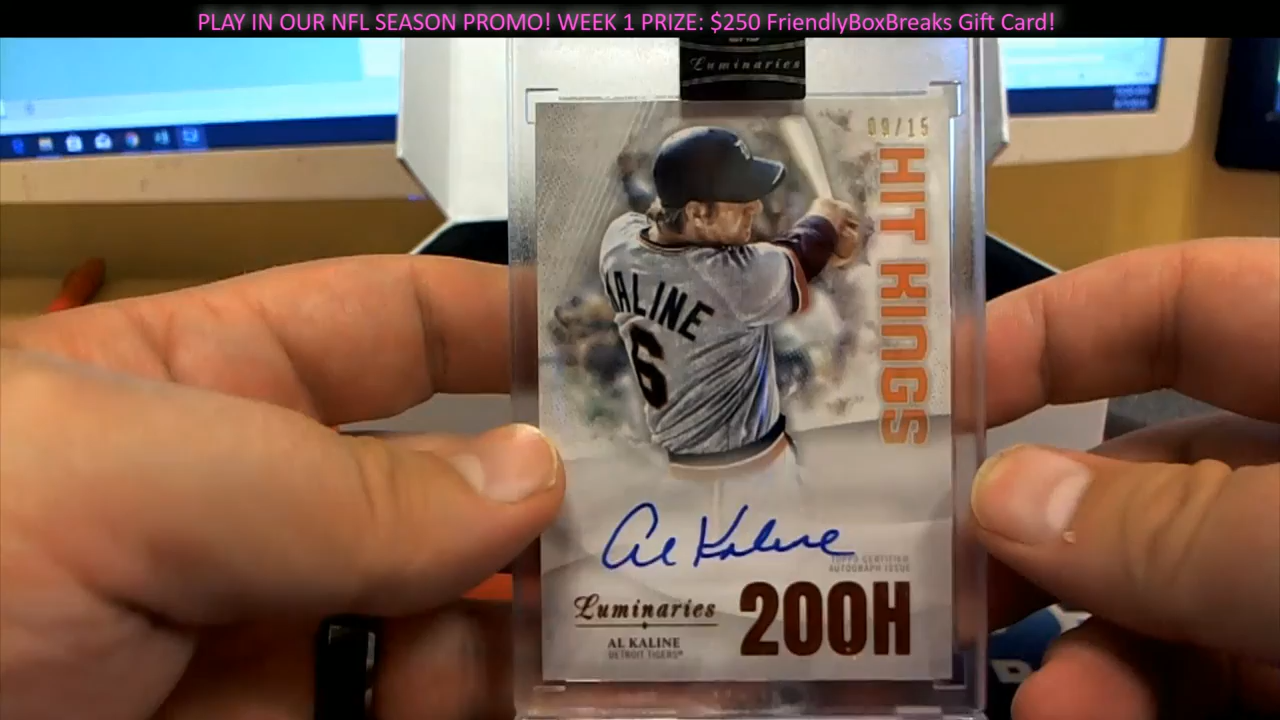 PLAY IN OUR NFL SEASON PROMO! WEEK 1 PRIZE: $250 FriendlyBoxBreaks Gift Card!
Luminaries
09/15
HIT KINGS
KALINE
6
Al Kaline
TOPPS CERTIFIED
AUTOGRAPH ISSUE
Luminaries
200H
AL KALINE
DETROIT TIGERS®